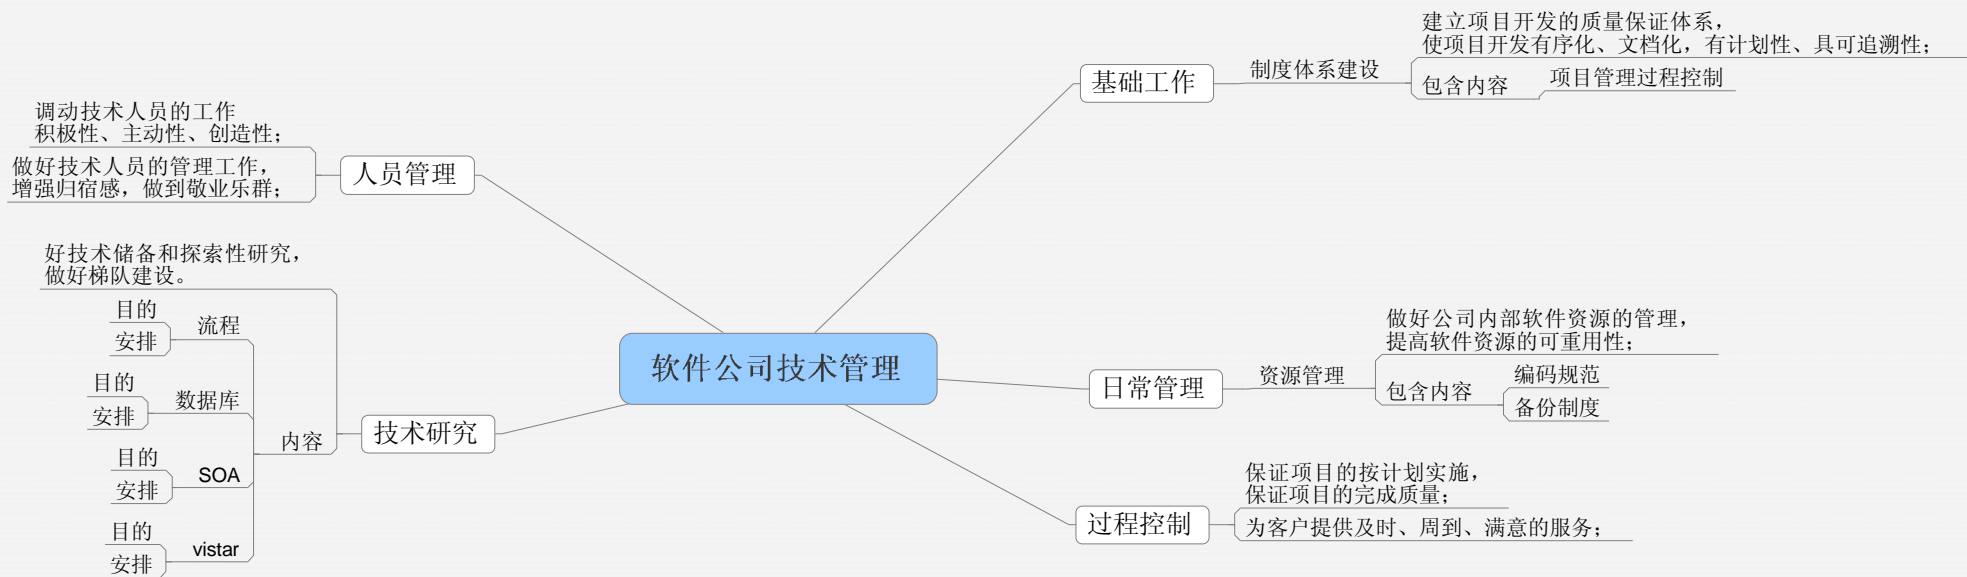 软件公司技术管理
基础工作
制度体系建设
建立项目开发的质量保证体系，
使项目开发有序化、文档化，有计划性、具可追溯性；
包含内容
项目管理过程控制
日常管理
资源管理
做好公司内部软件资源的管理，
提高软件资源的可重用性；
包含内容
编码规范
备份制度
过程控制
保证项目的按计划实施，
保证项目的完成质量；
为客户提供及时、周到、满意的服务；
人员管理
调动技术人员的工作
积极性、主动性、创造性；
做好技术人员的管理工作，
增强归宿感，做到敬业乐群；
技术研究
好技术储备和探索性研究，
做好梯队建设。
内容
流程
目的
安排
数据库
目的
安排
SOA
目的
安排
vistar
目的
安排